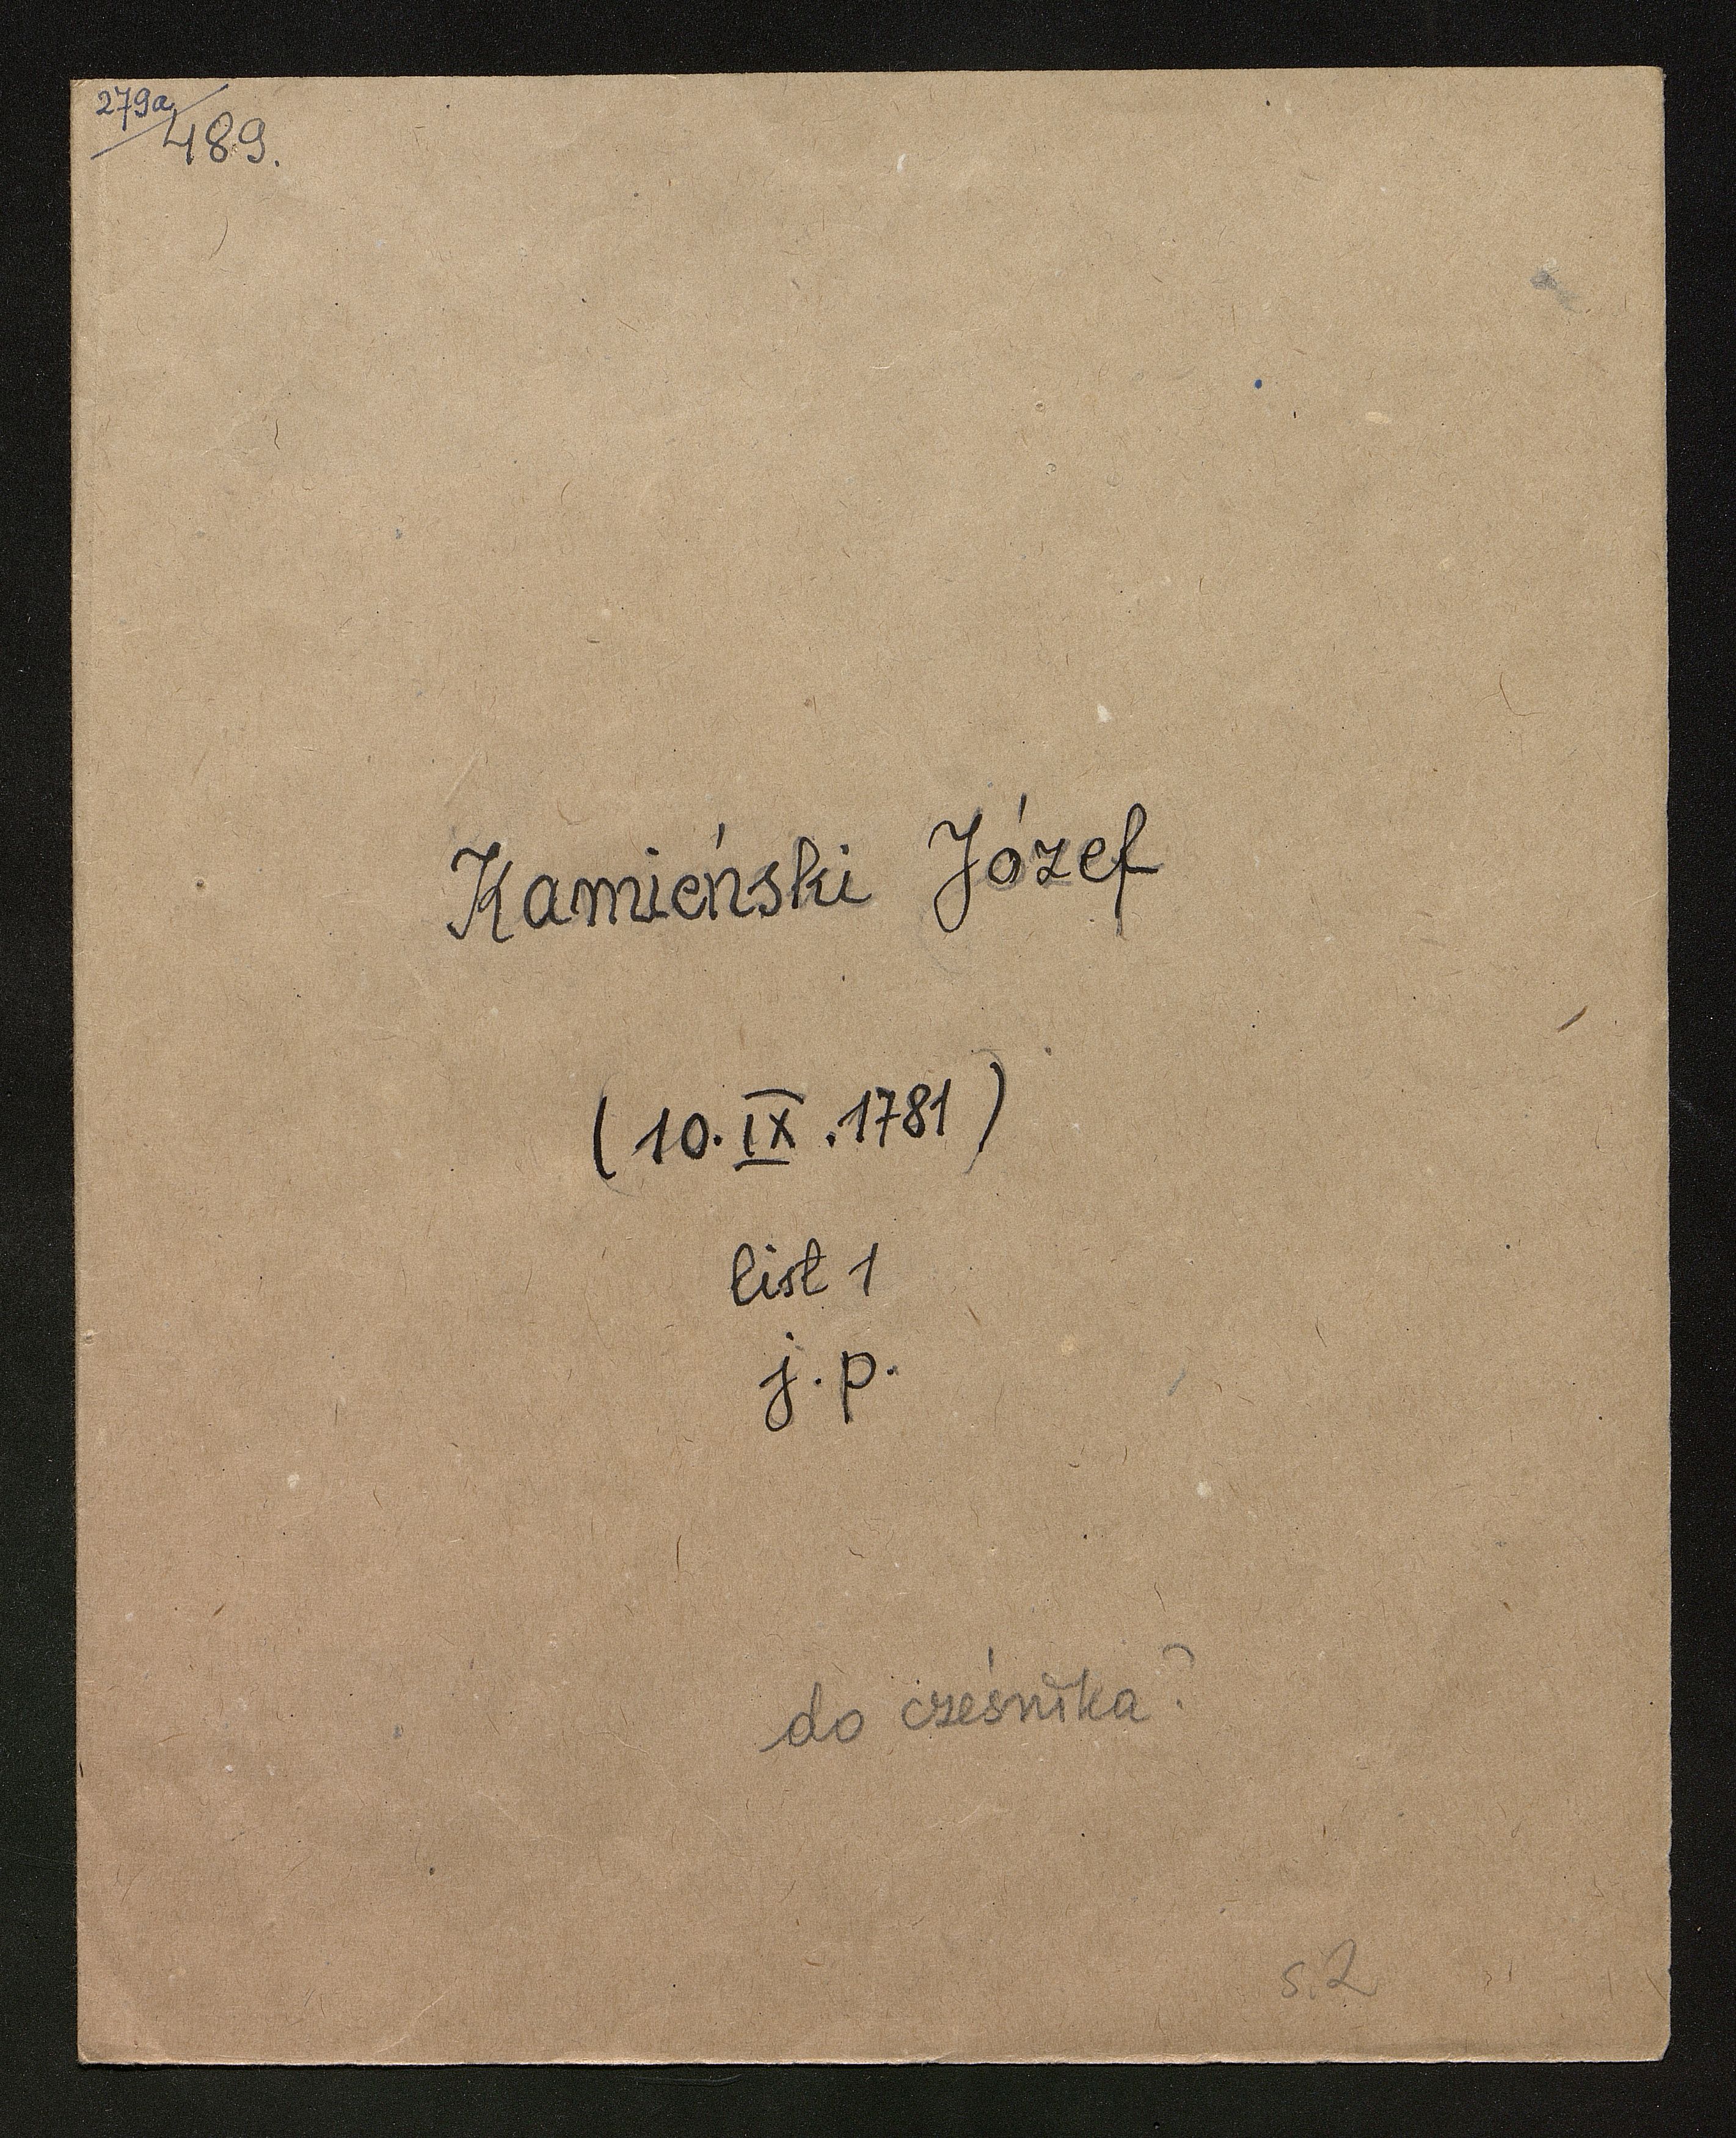 279a/489.
Kamieński Józef
(10.IX.1781)
list 1
j.p.
do cześnika?
s.2